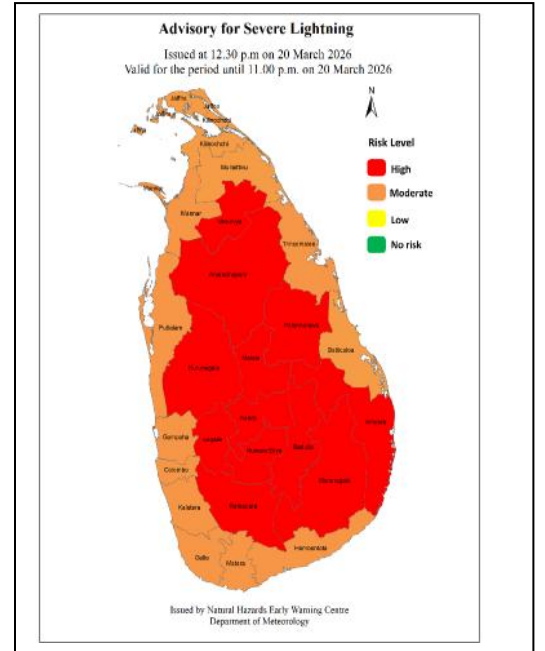 Advisory for Severe Lightning
Issued at 12.30 p.m on 20 March 2026
Valid for the period until 11.00 p.m. on 20 March 2026
N
Risk Level
High
Moderate
Low
No risk
Jaffna
Jaffna
Kilinochchi
Kilinochchi
Mullaitivu
Mannar
Vavuniya
Trincomalee
Anuradhapura
Puttalam
Polonnaruwa
Batticaloa
Kurunegala
Matale
Ampara
Kandy
Gampaha
Kegalle
Nuwara Eliya
Badulla
Colombo
Monaragala
Kalutara
Ratnapura
Hambantota
Galle
Matara
Issued by Natural Hazards Early Warning Centre
Department of Meteorology